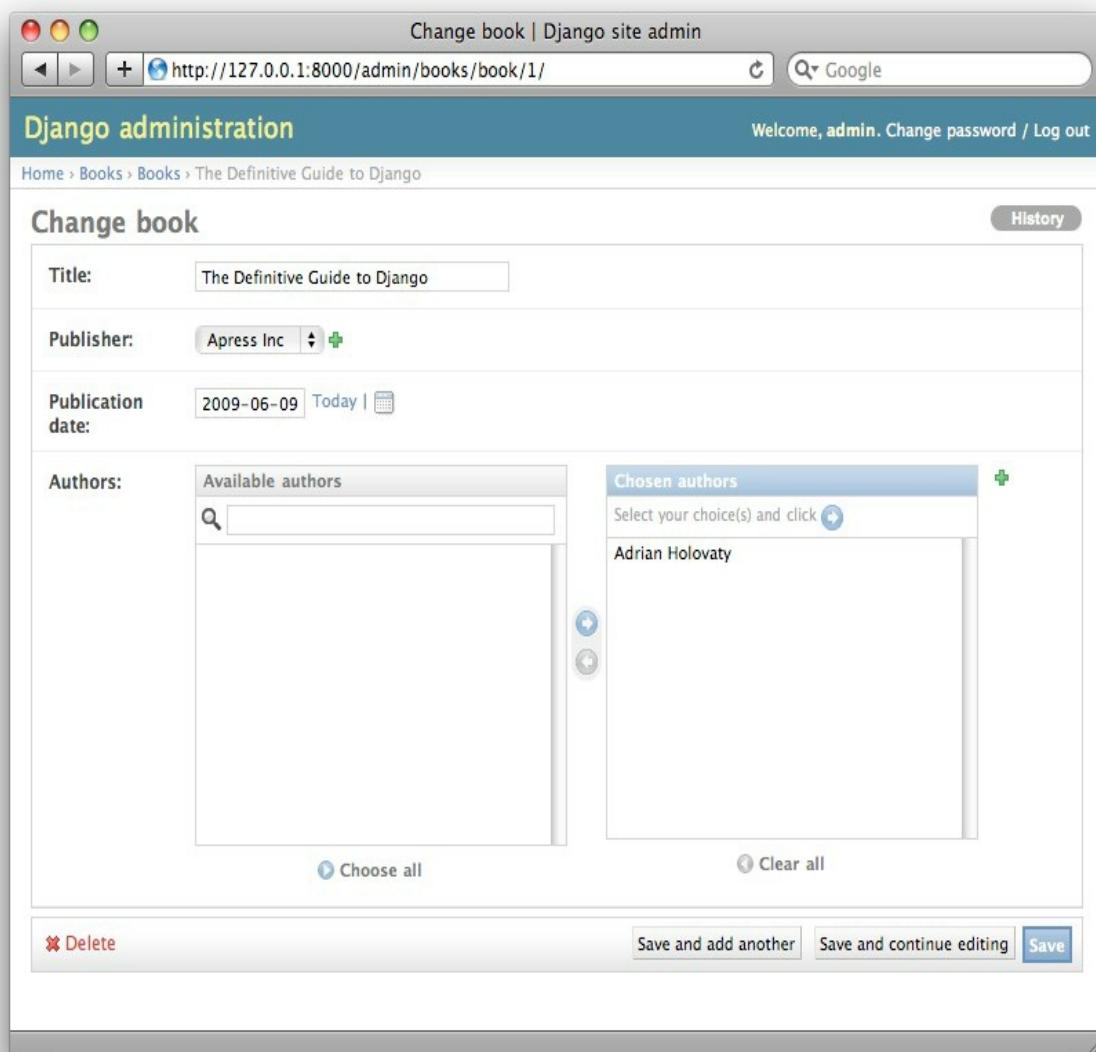 Change book | Django site admin
http://127.0.0.1:8000/admin/books/book/1/
Google
Django administration
Welcome, admin. Change password / Log out
Home › Books › Books › The Definitive Guide to Django
Change book
History
Title:
The Definitive Guide to Django
Publisher:
Apress Inc
Publication
date:
2009-06-09
Today |
Authors:
Available authors
Chosen authors
Select your choice(s) and click
Adrian Holovaty
Choose all
Clear all
Delete
Save and add another
Save and continue editing
Save